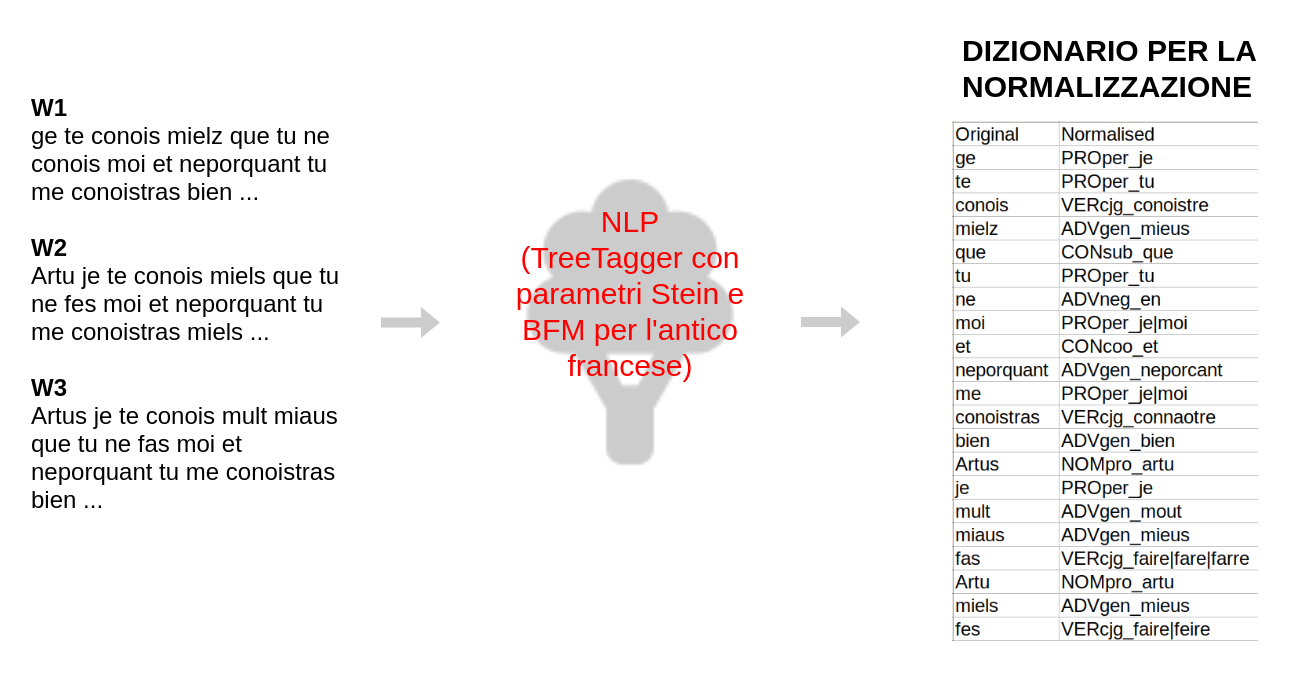 W1
ge te conois mielz que tu ne
conois moi et neporquant tu
me conoistras bien ...
W2
Artu je te conois miels que tu
ne fes moi et neporquant tu
me conoistras miels ...
W3
Artus je te conois mult miaus
que tu ne fas moi et
neporquant tu me conoistras
bien ...
NLP
(TreeTagger con
parametri Stein e
BFM per l'antico
francese)
DIZIONARIO PER LA
NORMALIZZAZIONE
Original Normalised
ge PROper_je
te PROper_tu
conois VERcjg_conoistre
mielz ADVgen_mieus
que CONsub_que
tu PROper_tu
ne ADVneg_en
moi PROper_je|moi
et CONcoo_et
neporquant ADVgen_neporcant
me PROper_je|moi
conoistras VERcjg_connaotre
bien ADVgen_bien
Artus NOMpro_artu
je PROper_je
mult ADVgen_mout
miaus ADVgen_mieus
fas VERcjg_faire|fare|farre
Artu NOMpro_artu
miels ADVgen_mieus
fes VERcjg_faire|feire